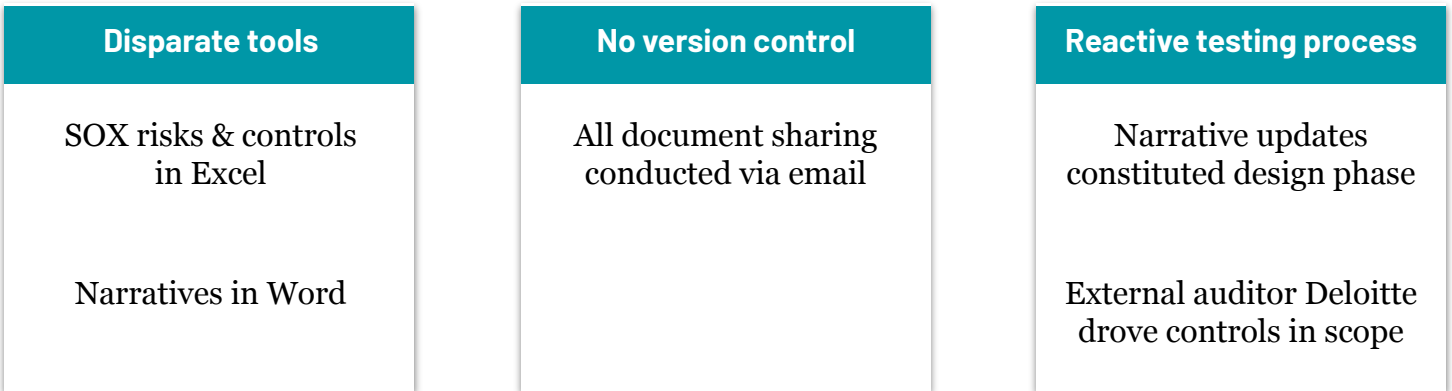 Disparate tools
SOX risks & controls
in Excel
Narratives in Word
No version control
All document sharing
conducted via email
Reactive testing process
Narrative updates
constituted design phase
External auditor Deloitte
drove controls in scope